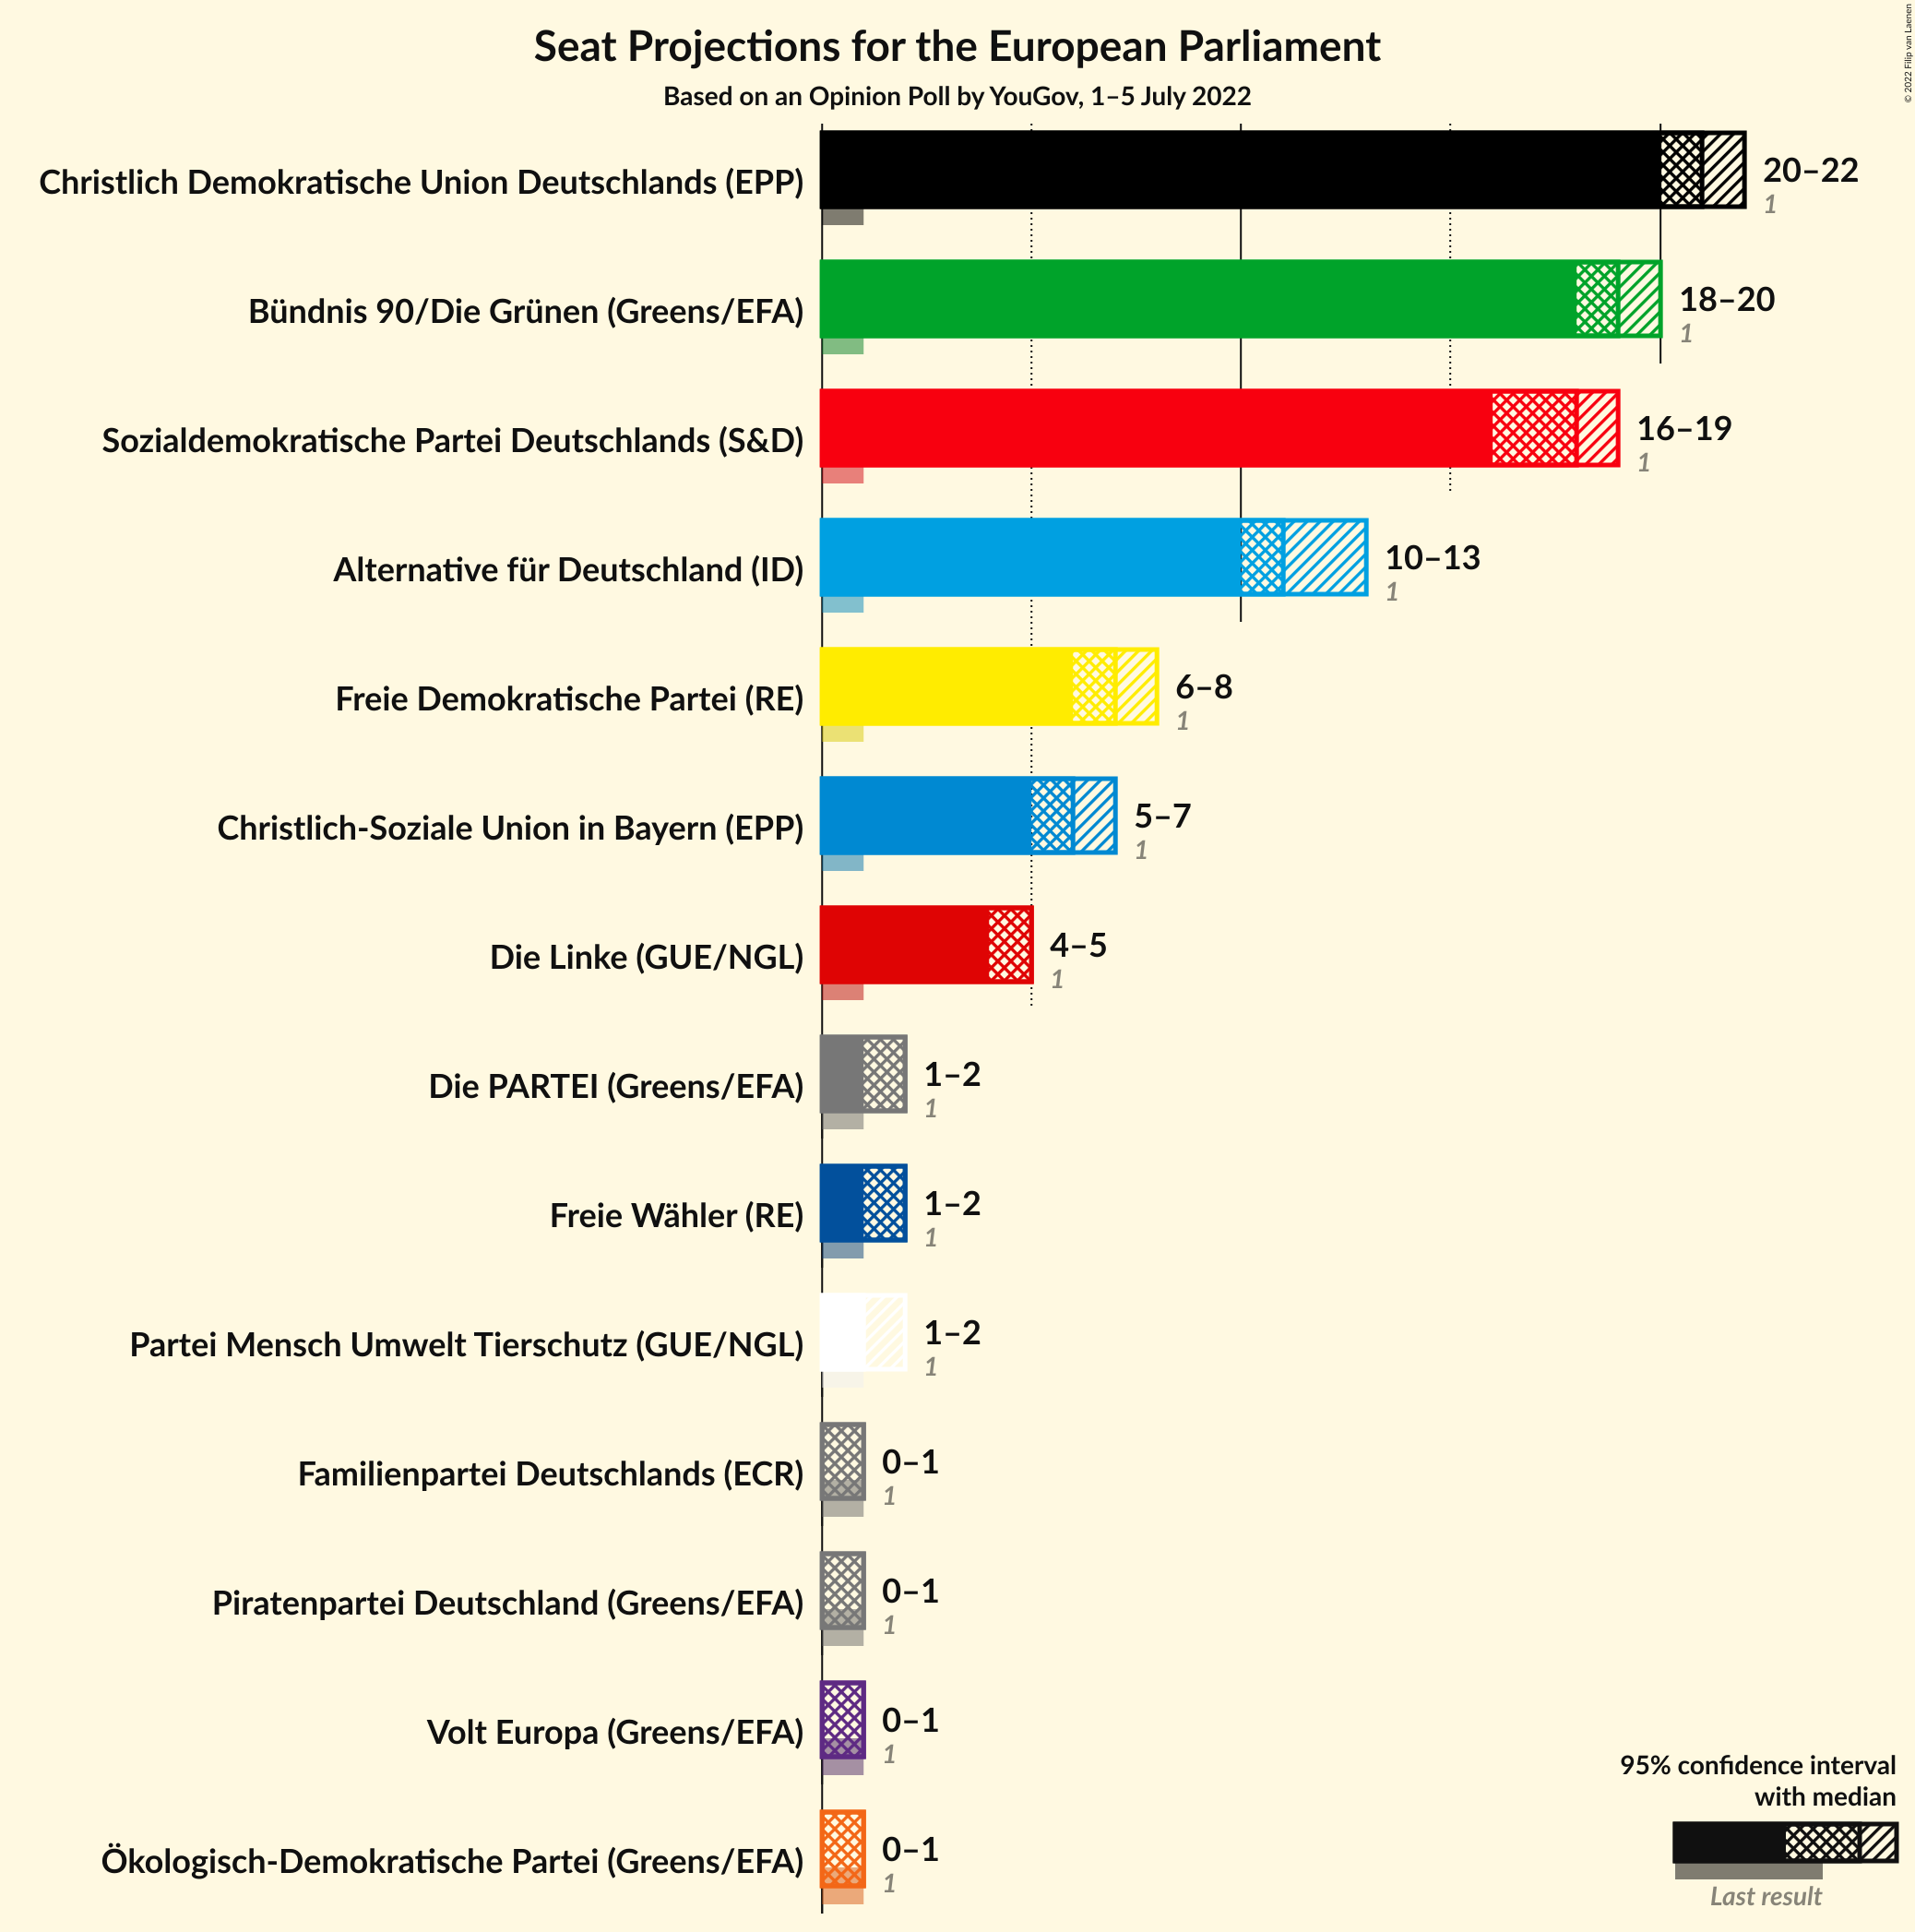 Seat Projections for the European Parliament
Based on an Opinion Poll by YouGov, 1–5 July 2022
© 2022 Filip van Laenen
Christlich Demokratische Union Deutschlands (EPP)
20–22
1
Bündnis 90/Die Grünen (Greens/EFA)
18–20
1
Sozialdemokratische Partei Deutschlands (S&D)
16–19
1
Alternative für Deutschland (ID)
10–13
1
Freie Demokratische Partei (RE)
6–8
1
Christlich-Soziale Union in Bayern (EPP)
5–7
1
Die Linke (GUE/NGL)
4–5
1
Die PARTEI (Greens/EFA)
1–2
1
Freie Wähler (RE)
1–2
1
Partei Mensch Umwelt Tierschutz (GUE/NGL)
1–2
1
Familienpartei Deutschlands (ECR)
0–1
1
Piratenpartei Deutschland (Greens/EFA)
0–1
1
Volt Europa (Greens/EFA)
0–1
1
Ökologisch-Demokratische Partei (Greens/EFA)
0–1
1
95% confidence interval
with median
Last result